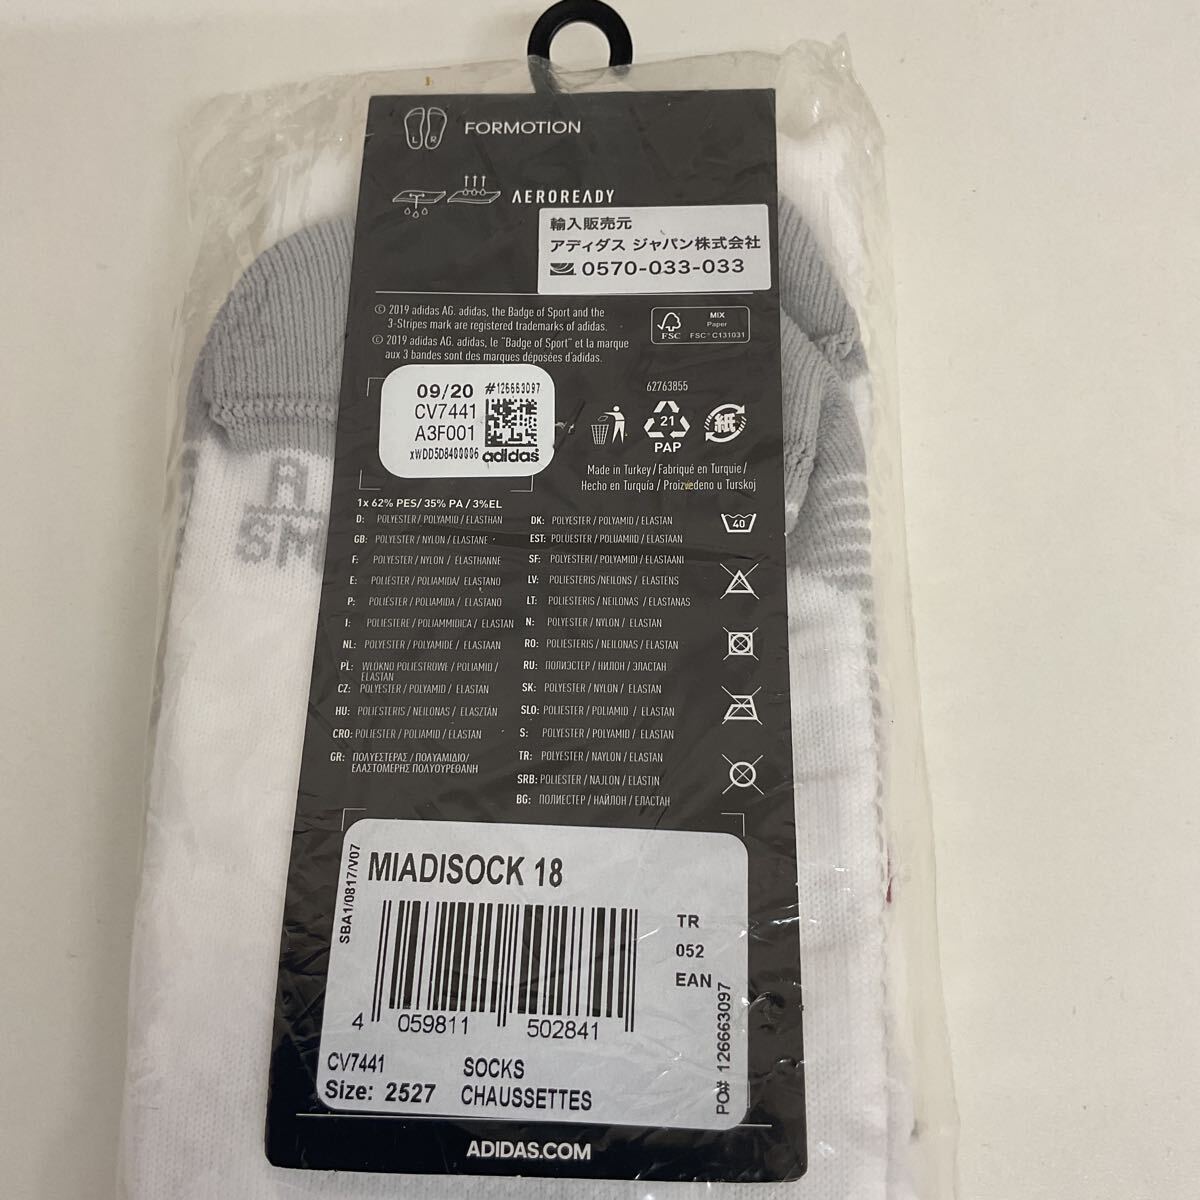 L R
FORMOTION
AEROREADY
輸入販売元
アディダス ジャパン株式会社
0570-033-033
© 2019 adidas AG. adidas, the Badge of Sport and the
3-Stripes mark are registered trademarks of adidas.
© 2019 adidas AG. adidas, le "Badge of Sport" et la marque
aux 3 bandes sont des marques déposées d'adidas.
FSC
MIX
Paper
FSC® C131031
09/20
CV7441
A3F001
#126663097
xWDD5D8400006
adidas
62763855
21
PAP
紙
Made in Turkey / Fabriqué en Turquie /
Hecho en Turquía / Proizvedeno u Turskoj
1x 62% PES/ 35% PA / 3%EL
D: POLYESTER / POLYAMID / ELASTHAN
GB: POLYESTER / NYLON / ELASTANE
F: POLYESTER / NYLON / ÉLASTHANNE
E: POLIÉSTER / POLIAMIDA/ ELASTANO
P: POLIÉSTER / POLIAMIDA / ELASTANO
I: POLIESTERE / POLIAMMIDICA / ELASTAN
NL: POLYESTER / POLYAMIDE / ELASTAAN
PL: WŁÓKNO POLIESTROWE / POLIAMID /
ELASTAN
CZ: POLYESTER / POLYAMID / ELASTAN
HU: POLIÉSTERIS / NEILONAS / ELASZTÁN
CRO: POLIESTER / POLIAMID / ELASTAN
GR: ΠΟΛΥΕΣΤΕΡΑΣ / ΠΟΛΥΑΜΙΔΙΟ/
ΕΛΑΣΤΟΜΕΡΗΣ ΠΟΛΥΟΥΡΕΘΑΝΗ
DK: POLYESTER / POLYAMID / ELASTAN
EST: POLÜESTER / POLÜAMIID / ELASTAAN
SF: POLYESTERI / POLYAMIDI / ELASTAANI
LV: POLIESTERIS /NEILONS / ELASTĒNS
LT: POLIESTERIS / NEILONAS / ELASTANAS
N: POLYESTER / NYLON / ELASTAN
RO: POLIESTERIS / NEILONAS / ELASTAN
RU: ПОЛИЭСТЕР / НИЛОН / ЭЛАСТАН
SK: POLYESTER / NYLON / ELASTAN
SLO: POLIESTER / POLIAMID / ELASTAN
S: POLYESTER / POLYAMID / ELASTAN
TR: POLYESTER / NAYLON / ELASTAN
SRB: POLIESTER / NAJLON / ELASTIN
BG: ПОЛИЕСТЕР / НАЙЛОН / ЕЛАСТАН
40
A
SM
SBA1/0817/V07
MIADISOCK 18
TR
052
EAN
4 059811 502841
PO# 126663097
CV7441
SOCKS
Size: 2527
CHAUSSETTES
ADIDAS.COM